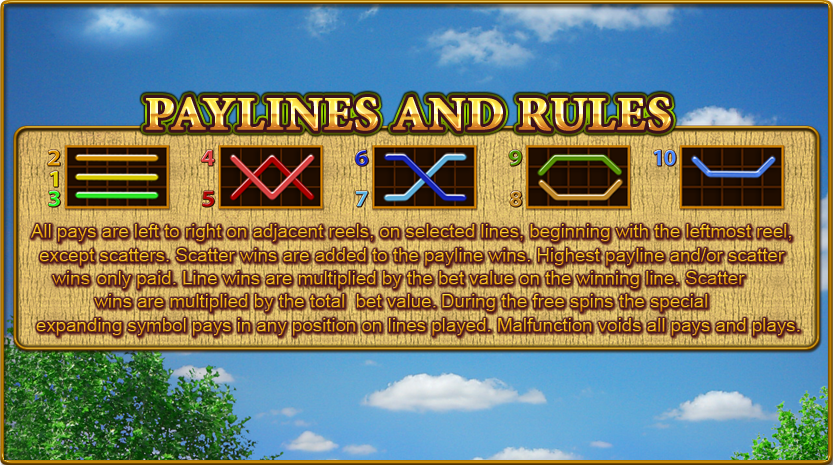 PAYLINES AND RULES
2 4 6 9 10
1
3 5 7 8
All pays are left to right on adjacent reels, on selected lines, beginning with the leftmost reel,
except scatters. Scatter wins are added to the payline wins. Highest payline and/or scatter
wins only paid. Line wins are multiplied by the bet value on the winning line. Scatter
wins are multiplied by the total bet value. During the free spins the special
expanding symbol pays in any position on lines played. Malfunction voids all pays and plays.